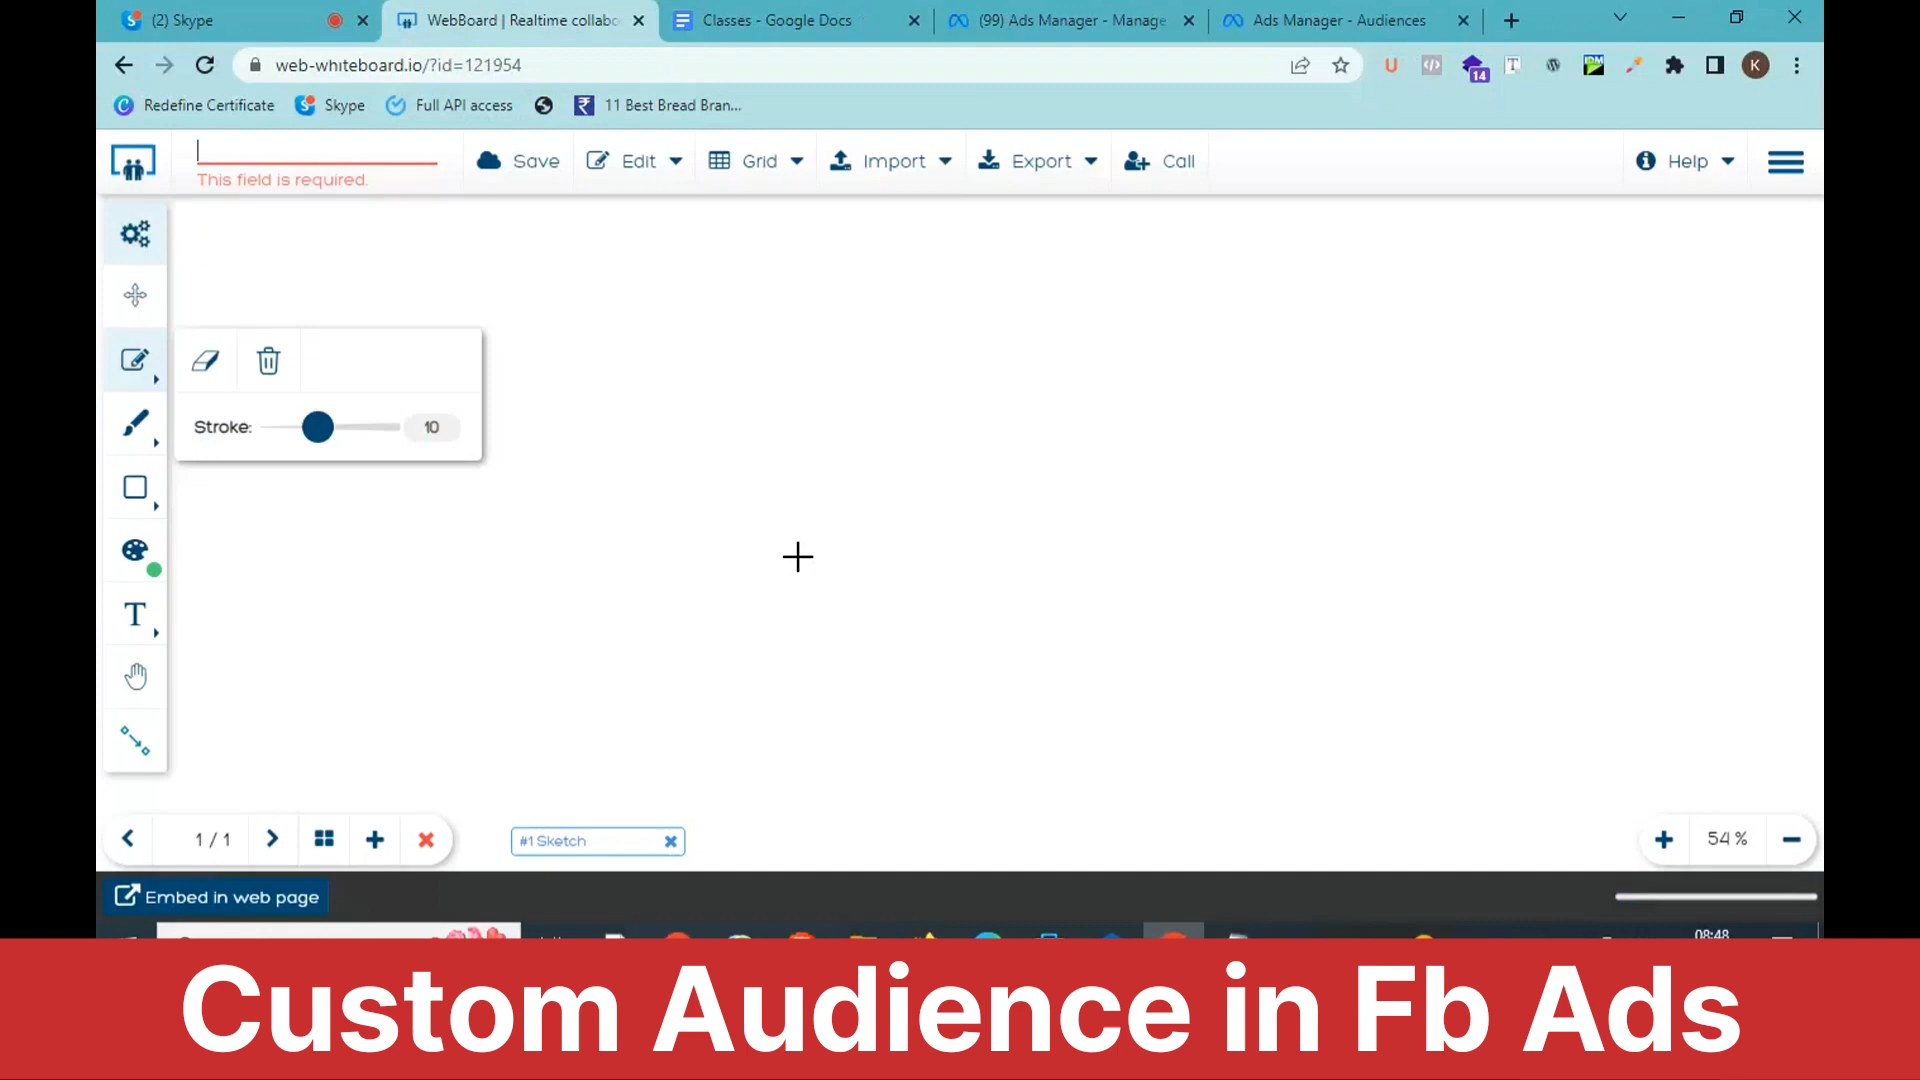 (2) Skype
WebBoard | Realtime collabo
Classes - Google Docs
(99) Ads Manager - Manage
Ads Manager - Audiences
web-whiteboard.io/?id=121954
U
14
T
K
Redefine Certificate
Skype
Full API access
11 Best Bread Bran...
This field is required.
Save
Edit
Grid
Import
Export
Call
Help
Stroke:
10
T
1 / 1
#1 Sketch
54 %
Embed in web page
08:48
Custom Audience in Fb Ads